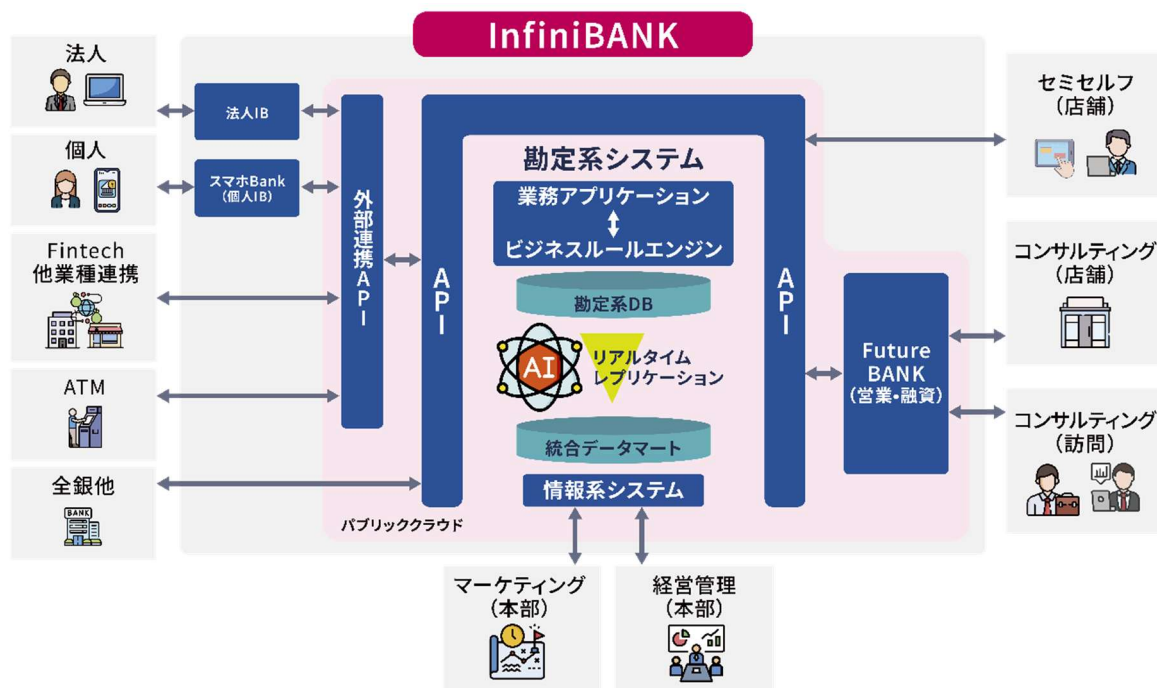 InfiniBANK
法人
個人
Fintech
他業種連携
ATM
全銀他
BANK
法人IB
スマホBank
(個人IB)
外部連携API
API
勘定系システム
業務アプリケーション
ビジネスルールエンジン
勘定系DB
AI
リアルタイム
レプリケーション
統合データマート
情報系システム
API
パブリッククラウド
Future
BANK
(営業・融資)
セミセルフ
(店舗)
コンサルティング
(店舗)
コンサルティング
(訪問)
マーケティング
(本部)
経営管理
(本部)